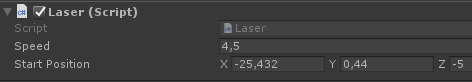 Laser (Script)
Script Laser
Speed 4,5
Start Position X -25,432 Y 0,44 Z -5